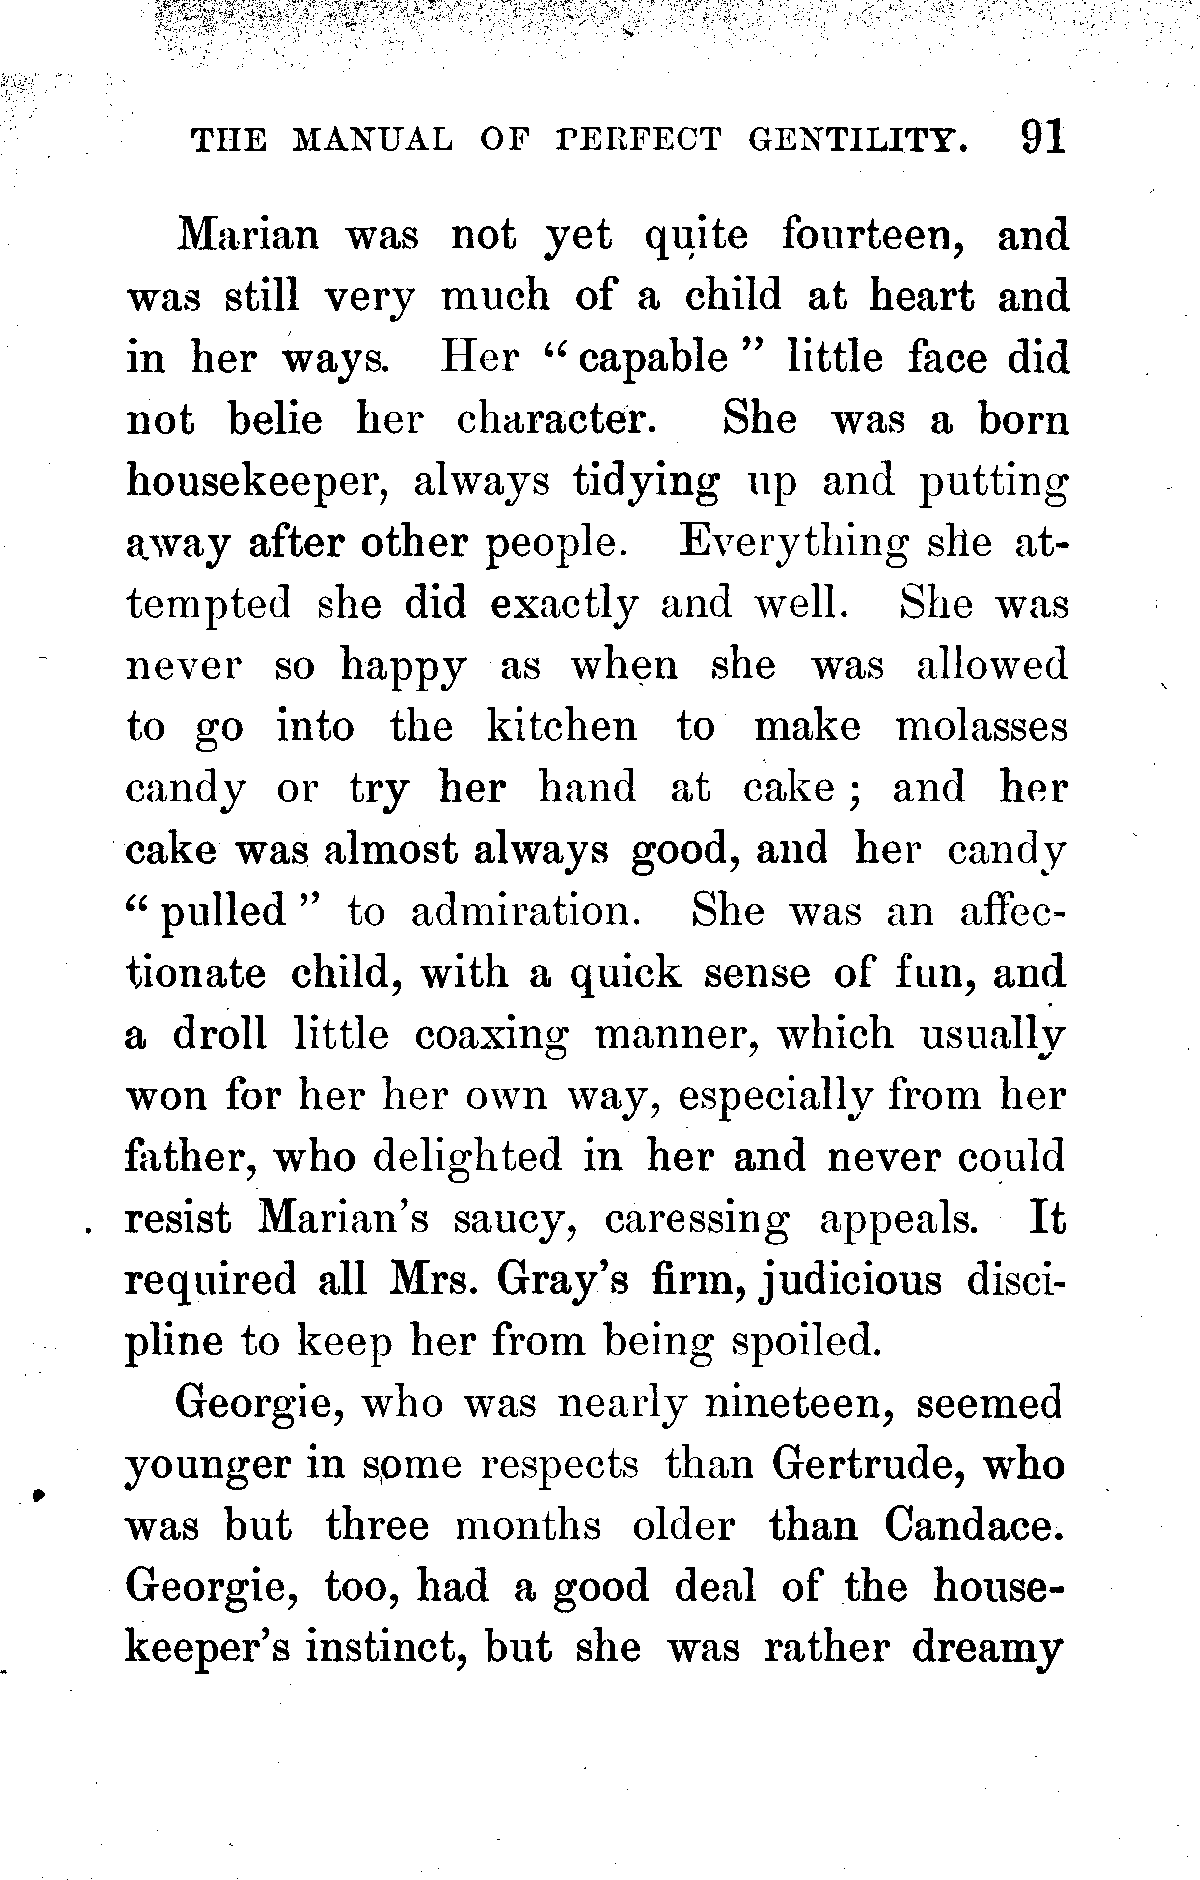 THE MANUAL OF PERFECT GENTILITY. 91
Marian was not yet quite fourteen, and
was still very much of a child at heart and
in her ways. Her “capable” little face did
not belie her character. She was a born
housekeeper, always tidying up and putting
away after other people. Everything she at-
tempted she did exactly and well. She was
never so happy as when she was allowed
to go into the kitchen to make molasses
candy or try her hand at cake; and her
cake was almost always good, and her candy
“pulled” to admiration. She was an affec-
tionate child, with a quick sense of fun, and
a droll little coaxing manner, which usually
won for her her own way, especially from her
father, who delighted in her and never could
resist Marian’s saucy, caressing appeals. It
required all Mrs. Gray’s firm, judicious disci-
pline to keep her from being spoiled.
Georgie, who was nearly nineteen, seemed
younger in some respects than Gertrude, who
was but three months older than Candace.
Georgie, too, had a good deal of the house-
keeper’s instinct, but she was rather dreamy